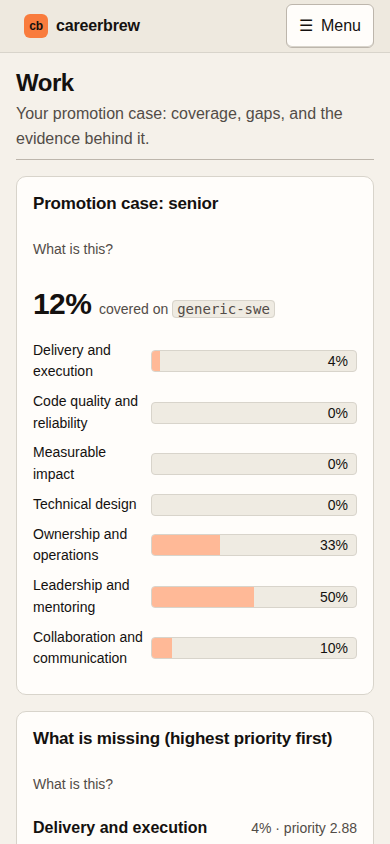 cb careerbrew
☰ Menu
Work
Your promotion case: coverage, gaps, and the
evidence behind it.
Promotion case: senior
What is this?
12% covered on generic-swe
Delivery and
execution
4%
Code quality and
reliability
0%
Measurable
impact
0%
Technical design
0%
Ownership and
operations
33%
Leadership and
mentoring
50%
Collaboration and
communication
10%
What is missing (highest priority first)
What is this?
Delivery and execution
4% · priority 2.88